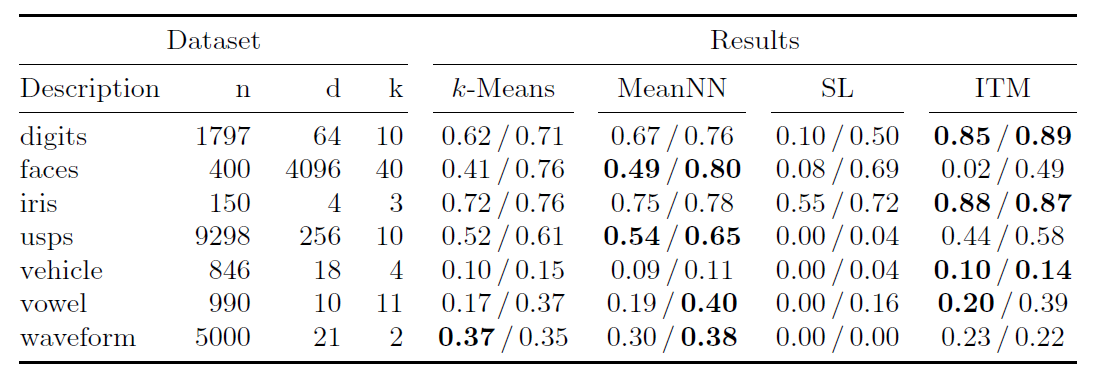 Dataset Results
Description n d k k-Means MeanNN SL ITM
digits 1797 64 10 0.62 / 0.71 0.67 / 0.76 0.10 / 0.50 0.85 / 0.89
faces 400 4096 40 0.41 / 0.76 0.49 / 0.80 0.08 / 0.69 0.02 / 0.49
iris 150 4 3 0.72 / 0.76 0.75 / 0.78 0.55 / 0.72 0.88 / 0.87
usps 9298 256 10 0.52 / 0.61 0.54 / 0.65 0.00 / 0.04 0.44 / 0.58
vehicle 846 18 4 0.10 / 0.15 0.09 / 0.11 0.00 / 0.04 0.10 / 0.14
vowel 990 10 11 0.17 / 0.37 0.19 / 0.40 0.00 / 0.16 0.20 / 0.39
waveform 5000 21 2 0.37 / 0.35 0.30 / 0.38 0.00 / 0.00 0.23 / 0.22